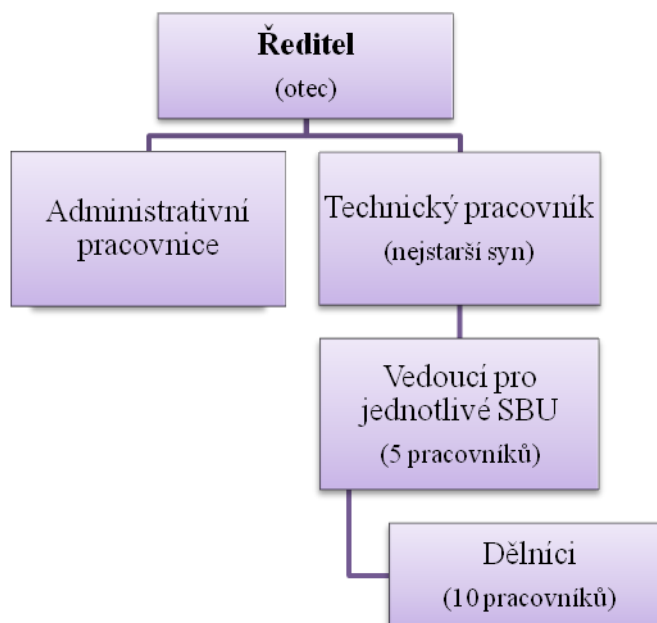 Ředitel
(otec)
Administrativní
pracovnice
Technický pracovník
(nejstarší syn)
Vedoucí pro
jednotlivé SBU
(5 pracovníků)
Dělníci
(10 pracovníků)